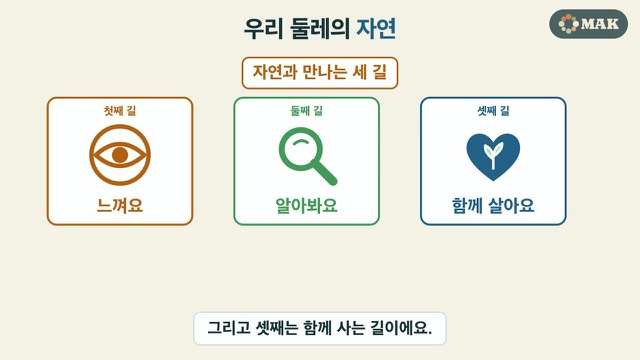 우리 둘레의 자연
MAK
자연과 만나는 세 길
첫째 길
느껴요
둘째 길
알아봐요
셋째 길
함께 살아요
그리고 셋째는 함께 사는 길이에요.